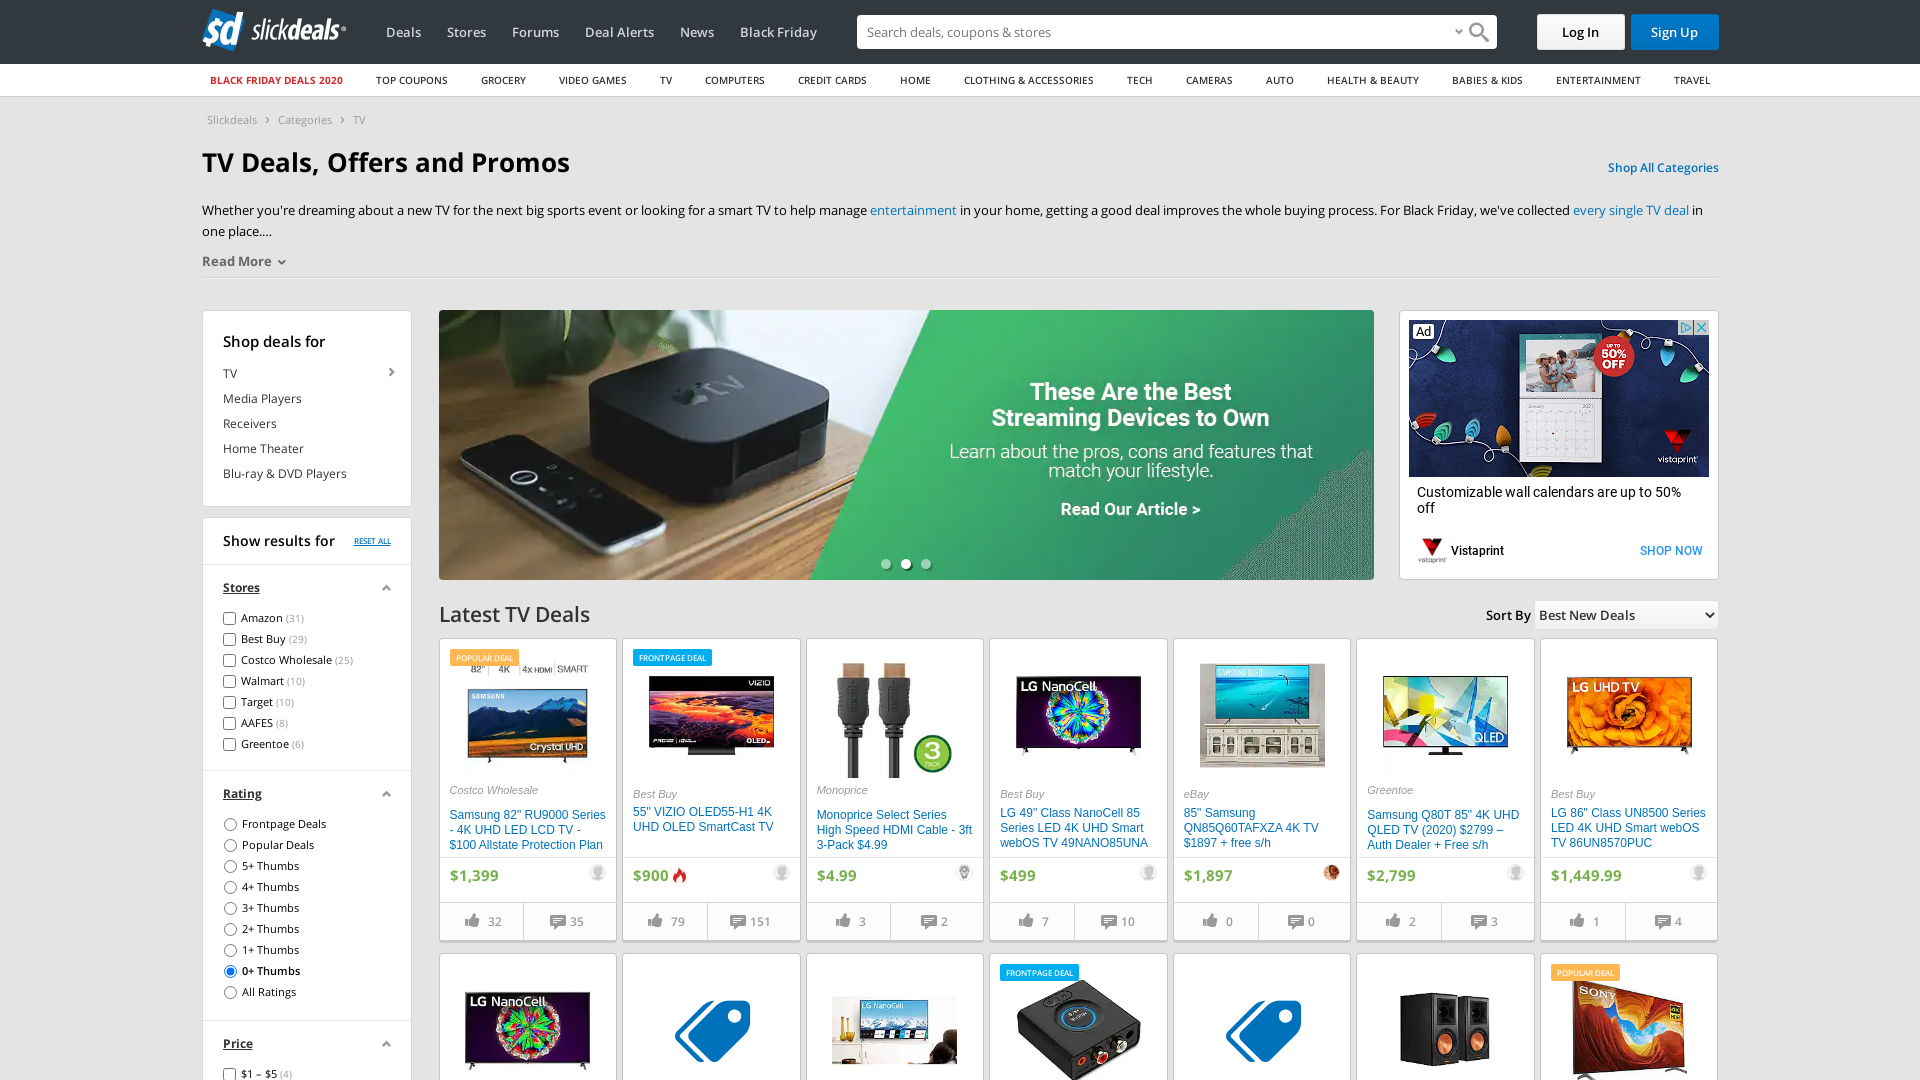 sd slickdeals
Deals
Stores
Forums
Deal Alerts
News
Black Friday
Search deals, coupons & stores
Log In
Sign Up
BLACK FRIDAY DEALS 2020
TOP COUPONS
GROCERY
VIDEO GAMES
TV
COMPUTERS
CREDIT CARDS
HOME
CLOTHING & ACCESSORIES
TECH
CAMERAS
AUTO
HEALTH & BEAUTY
BABIES & KIDS
ENTERTAINMENT
TRAVEL
Slickdeals
Categories
TV
TV Deals, Offers and Promos
Shop All Categories
Whether you're dreaming about a new TV for the next big sports event or looking for a smart TV to help manage entertainment in your home, getting a good deal improves the whole buying process. For Black Friday, we've collected every single TV deal in
one place....
Read More
Shop deals for
TV
Media Players
Receivers
Home Theater
Blu-ray & DVD Players
Show results for
RESET ALL
Stores
Amazon (31)
Best Buy (29)
Costco Wholesale (25)
Walmart (10)
Target (10)
AAFES (8)
Greentoe (6)
Rating
Frontpage Deals
Popular Deals
5+ Thumbs
4+ Thumbs
3+ Thumbs
2+ Thumbs
1+ Thumbs
0+ Thumbs
All Ratings
Price
$1 – $5 (4)
tv
These Are the Best
Streaming Devices to Own
Learn about the pros, cons and features that
match your lifestyle.
Read Our Article >
Ad
UP TO
50%
OFF
January
2021
vistaprint
Customizable wall calendars are up to 50%
off
vistaprint
Vistaprint
SHOP NOW
Latest TV Deals
Sort By
Best New Deals
POPULAR DEAL
82" 4K 4x HDMI SMART
SAMSUNG
Crystal UHD
Costco Wholesale
Samsung 82" RU9000 Series
- 4K UHD LED LCD TV -
$100 Allstate Protection Plan
$1,399
32
35
FRONTPAGE DEAL
VIZIO
OLED
Best Buy
55" VIZIO OLED55-H1 4K
UHD OLED SmartCast TV
$900
79
151
3
PACK
Monoprice
Monoprice Select Series
High Speed HDMI Cable - 3ft
3-Pack $4.99
$4.99
3
2
LG NanoCell
Best Buy
LG 49" Class NanoCell 85
Series LED 4K UHD Smart
webOS TV 49NANO85UNA
$499
7
10
SAMSUNG QLED
eBay
85" Samsung
QN85Q60TAFXZA 4K TV
$1897 + free s/h
$1,897
0
0
QLED
Greentoe
Samsung Q80T 85" 4K UHD
QLED TV (2020) $2799 –
Auth Dealer + Free s/h
$2,799
2
3
LG UHD TV
Best Buy
LG 86" Class UN8500 Series
LED 4K UHD Smart webOS
TV 86UN8570PUC
$1,449.99
1
4
LG NanoCell
LG NanoCell
FRONTPAGE DEAL
POPULAR DEAL
SONY
4K
HDR